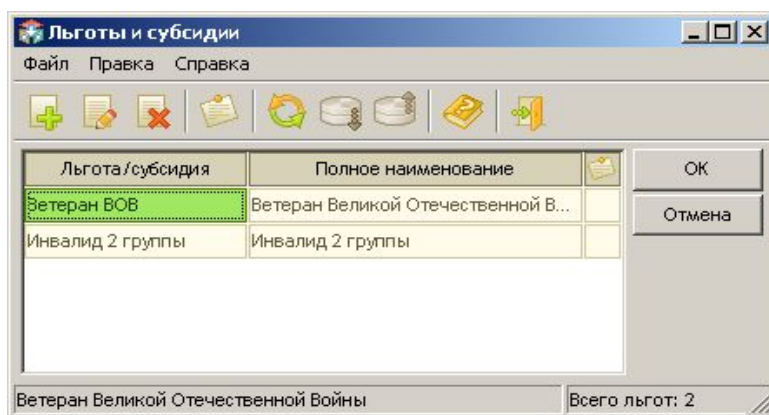 Льготы и субсидии
Файл Правка Справка
Льгота/субсидия Полное наименование
Ветеран ВОВ Ветеран Великой Отечественной В...
Инвалид 2 группы Инвалид 2 группы
ОК
Отмена
Ветеран Великой Отечественной Войны Всего льгот: 2